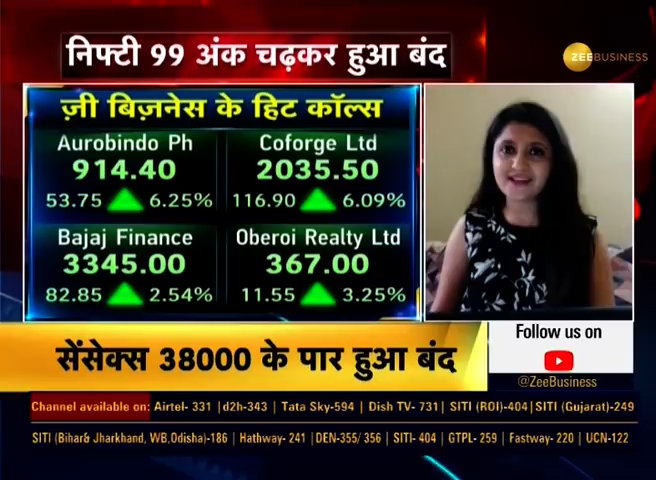 निफ्टी 99 अंक चढ़कर हुआ बंद
ZEEBUSINESS
ज़ी बिज़नेस के हिट कॉल्स
Aurobindo Ph
914.40
53.75 6.25%
Coforge Ltd
2035.50
116.90 6.09%
Bajaj Finance
3345.00
82.85 2.54%
Oberoi Realty Ltd
367.00
11.55 3.25%
सेंसेक्स 38000 के पार हुआ बंद
Follow us on
@ZeeBusiness
Channel available on: Airtel- 331 |d2h-343 | Tata Sky-594 | Dish TV- 731| SITI (ROI)-404| SITI (Gujarat)-249
SITI (Bihar& Jharkhand, WB,Odisha)-186 | Hathway- 241 |DEN-355/ 356 | SITI- 404 | GTPL- 259 | Fastway- 220 | UCN-122